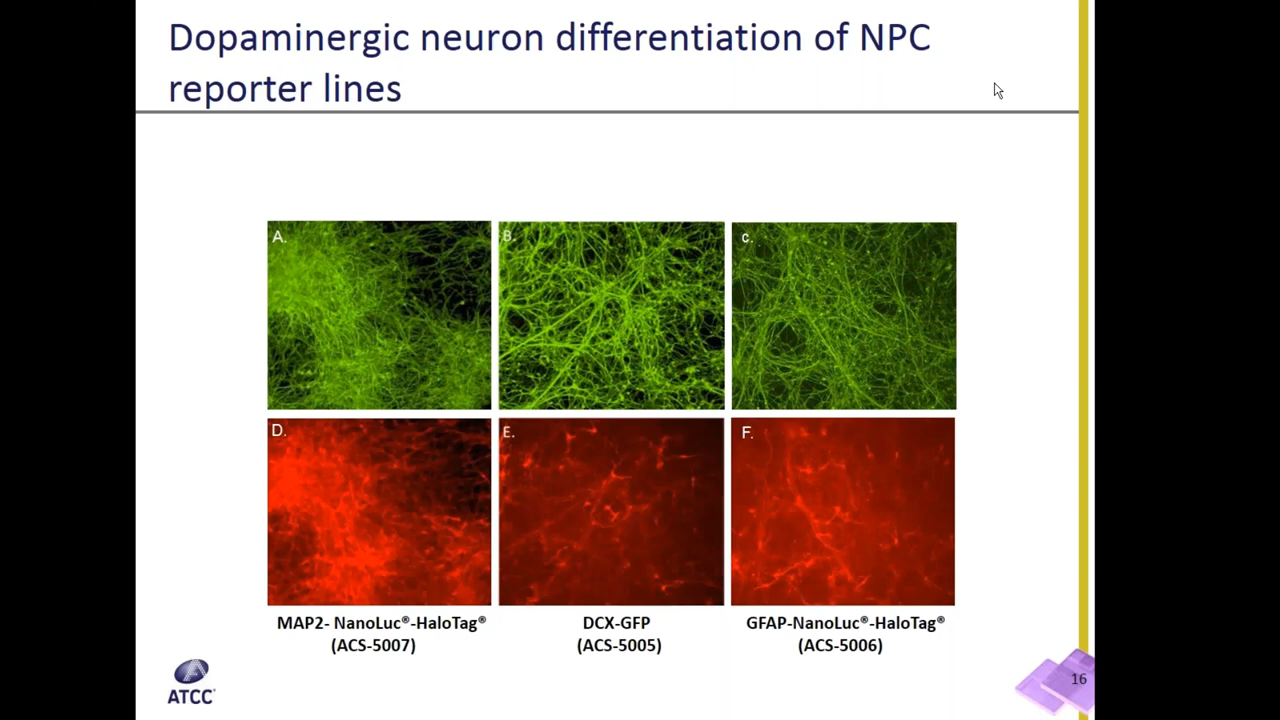 Dopaminergic neuron differentiation of NPC
reporter lines
A.
B.
c.
D.
E.
F.
MAP2- NanoLuc®-HaloTag®
(ACS-5007)
DCX-GFP
(ACS-5005)
GFAP-NanoLuc®-HaloTag®
(ACS-5006)
ATCC®
16